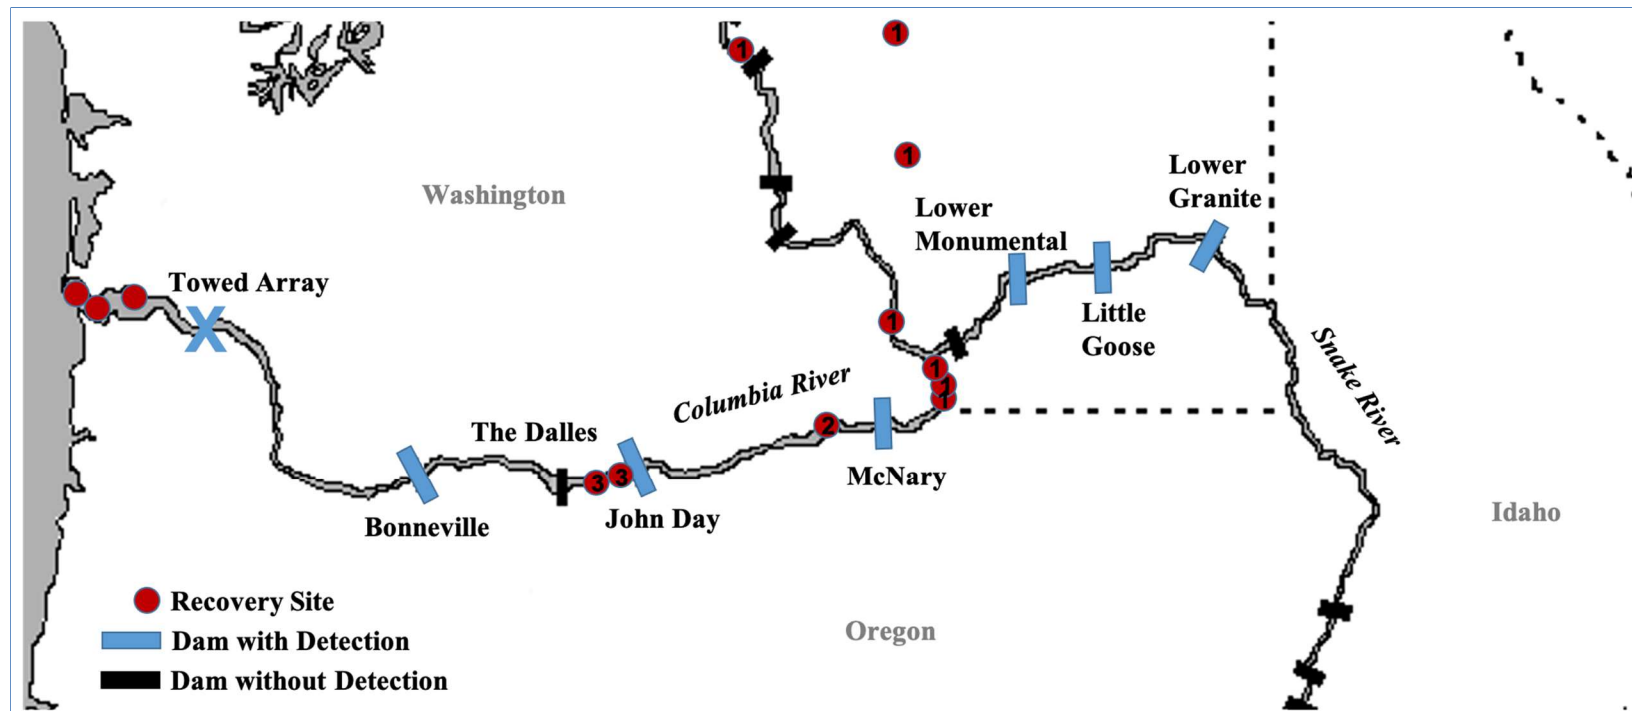 1
1
1
Lower
Granite
Washington
Lower
Monumental
Towed Array
X
Little
Goose
1
Snake River
1
1
1
Columbia River
2
The Dalles
McNary
3
3
John Day
Bonneville
Idaho
Recovery Site
Oregon
Dam with Detection
Dam without Detection